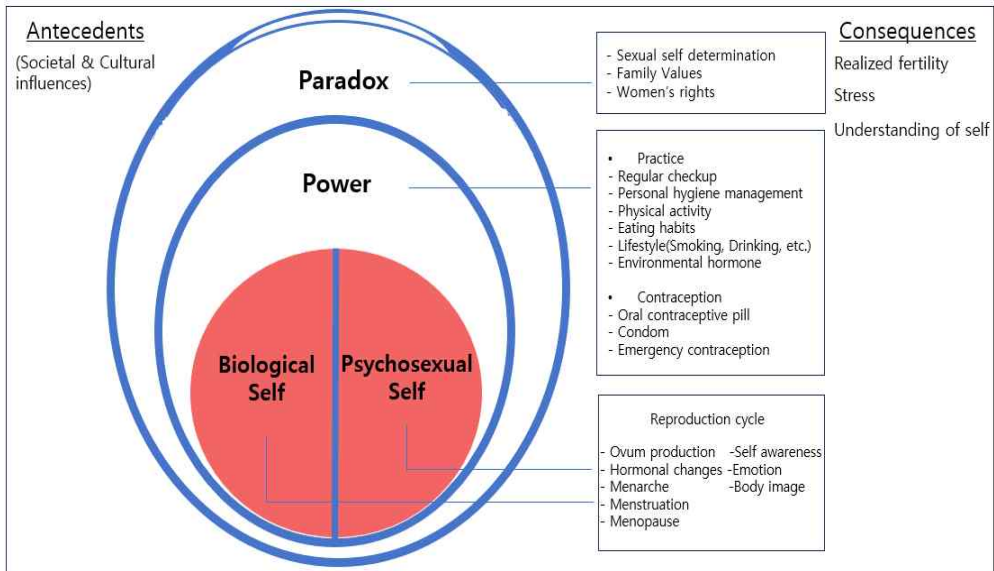 Antecedents
(Societal & Cultural
influences)
Paradox
Power
Biological
Self
Psychosexual
Self
- Sexual self determination
- Family Values
- Women's rights
• Practice
- Regular checkup
- Personal hygiene management
- Physical activity
- Eating habits
- Lifestyle(Smoking, Drinking, etc.)
- Environmental hormone
• Contraception
- Oral contraceptive pill
- Condom
- Emergency contraception
Reproduction cycle
- Ovum production -Self awareness
- Hormonal changes -Emotion
- Menarche -Body image
- Menstruation
- Menopause
Consequences
Realized fertility
Stress
Understanding of self